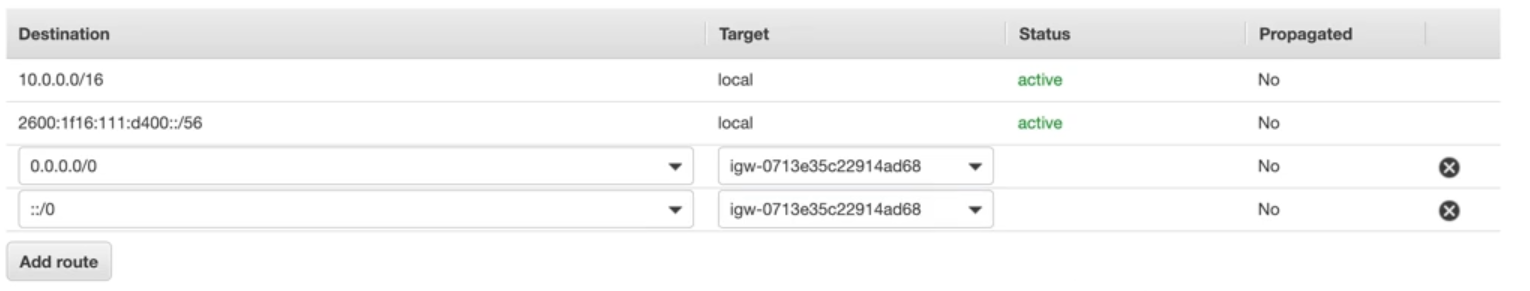 Destination Target Status Propagated
10.0.0.0/16 local active No
2600:1f16:111:d400::/56 local active No
0.0.0.0/0 igw-0713e35c22914ad68 No
::/0 igw-0713e35c22914ad68 No
Add route